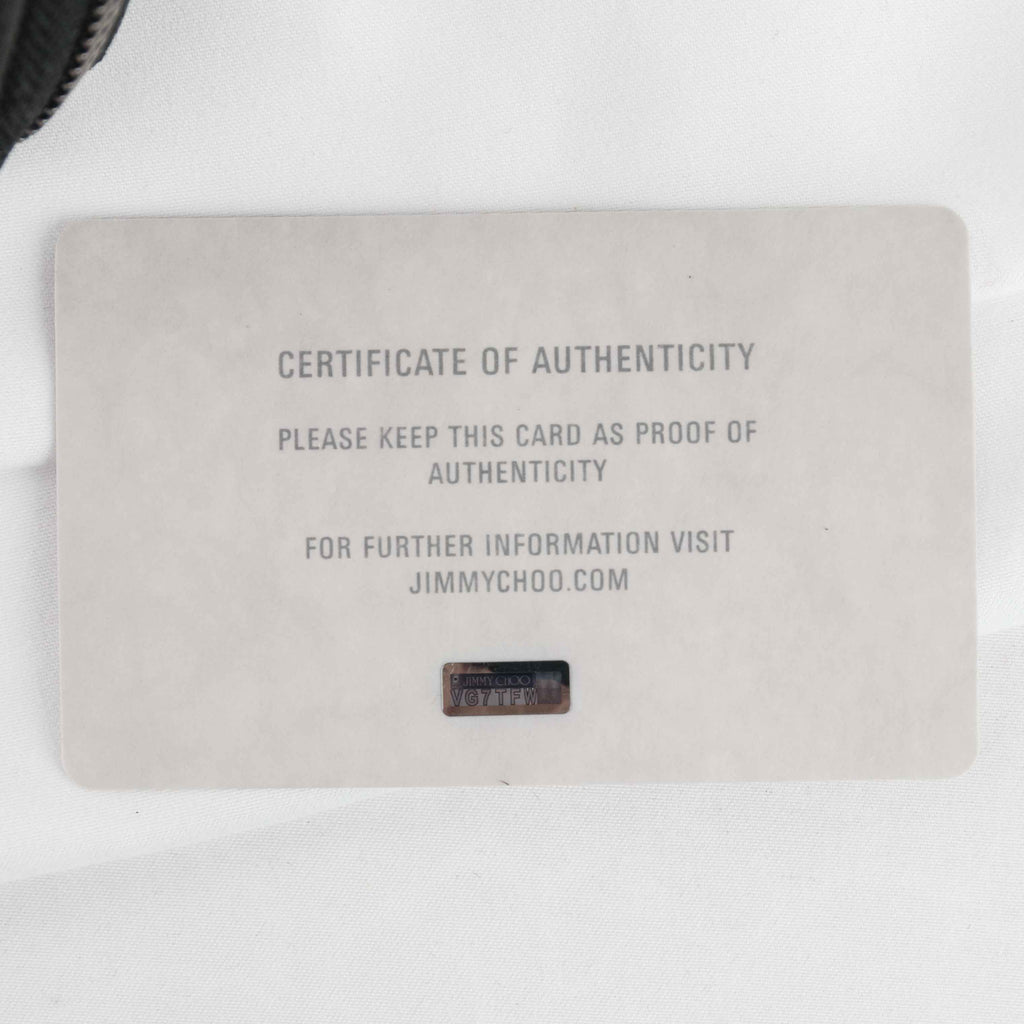 CERTIFICATE OF AUTHENTICITY
PLEASE KEEP THIS CARD AS PROOF OF
AUTHENTICITY
FOR FURTHER INFORMATION VISIT
JIMMYCHOO.COM
JIMMY CHOO
VG7TFW